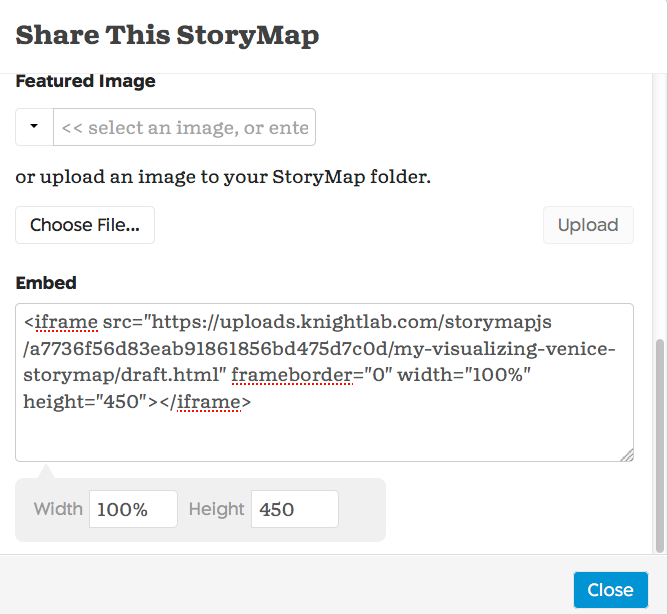 Share This StoryMap
Featured Image
<< select an image, or ente
or upload an image to your StoryMap folder.
Choose File...
Upload
Embed
<iframe src="https://uploads.knightlab.com/storymapjs
/a7736f56d83eab91861856bd475d7c0d/my-visualizing-venice-
storymap/draft.html" frameborder="0" width="100%"
height="450"></iframe>
Width 100% Height 450
Close